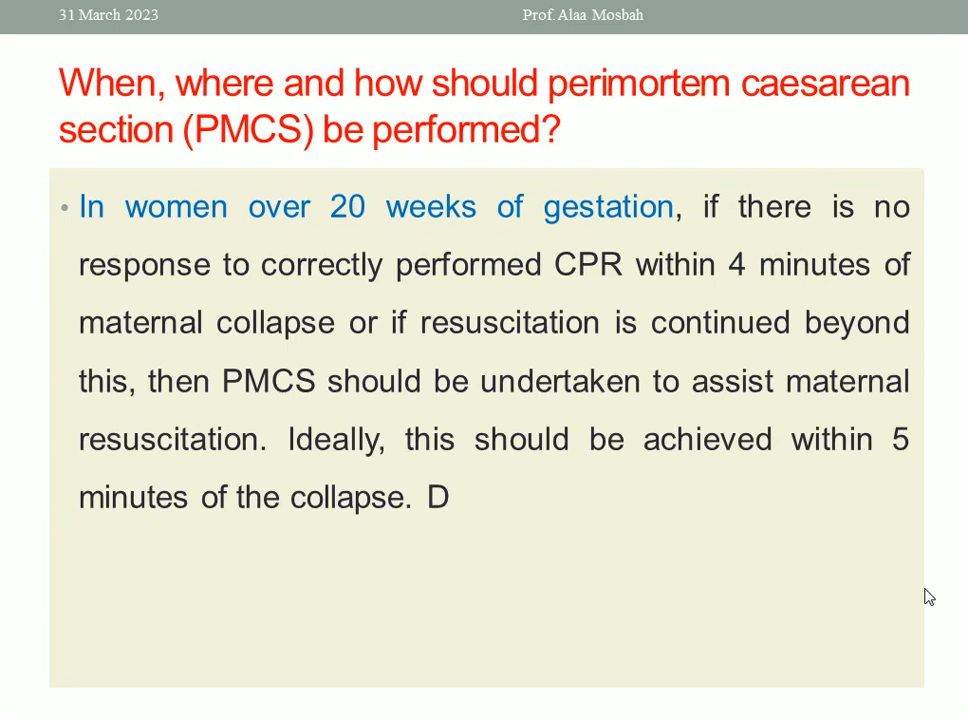 31 March 2023 Prof. Alaa Mosbah
When, where and how should perimortem caesarean
section (PMCS) be performed?
• In women over 20 weeks of gestation, if there is no
response to correctly performed CPR within 4 minutes of
maternal collapse or if resuscitation is continued beyond
this, then PMCS should be undertaken to assist maternal
resuscitation. Ideally, this should be achieved within 5
minutes of the collapse. D